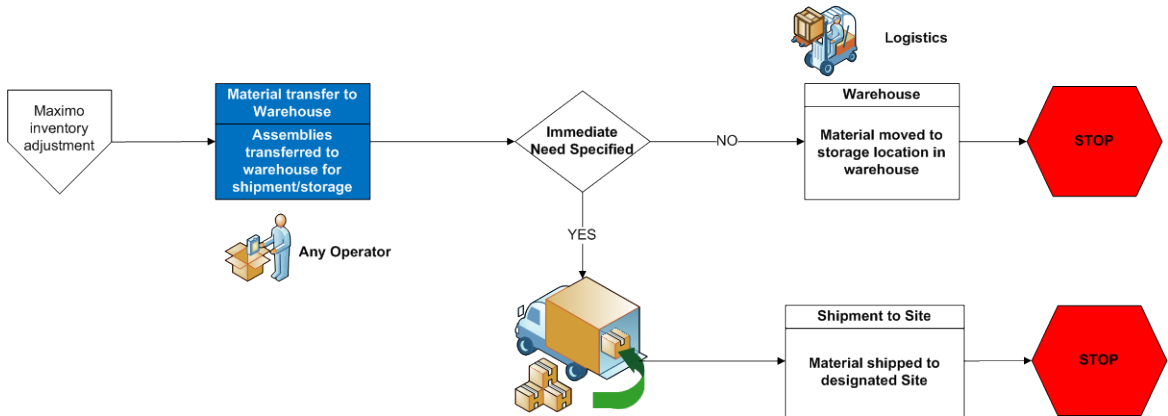 Logistics
Maximo
inventory
adjustment
Material transfer to
Warehouse
Assemblies
transferred to
warehouse for
shipment/storage
Immediate
Need Specified
NO
Warehouse
Material moved to
storage location in
warehouse
STOP
Any Operator
YES
Shipment to Site
Material shipped to
designated Site
STOP